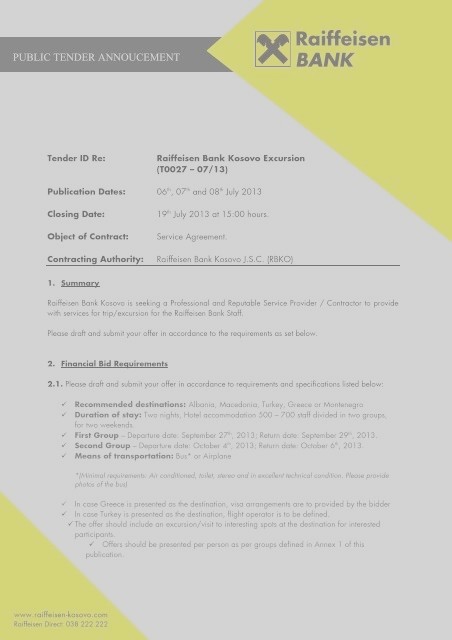 Raiffeisen
BANK
PUBLIC TENDER ANNOUCEMENT
Tender ID Re: Raiffeisen Bank Kosovo Excursion
(T0027 – 07/13)
Publication Dates: 06th, 07th and 08th July 2013
Closing Date: 19th July 2013 at 15:00 hours.
Object of Contract: Service Agreement.
Contracting Authority: Raiffeisen Bank Kosovo J.S.C. (RBKO)
1. Summary
Raiffeisen Bank Kosovo is seeking a Professional and Reputable Service Provider / Contractor to provide
with services for trip/excursion for the Raiffeisen Bank Staff.
Please draft and submit your offer in accordance to the requirements as set below.
2. Financial Bid Requirements
2.1. Please draft and submit your offer in accordance to requirements and specifications listed below:
✓ Recommended destinations: Albania, Macedonia, Turkey, Greece or Montenegro
✓ Duration of stay: Two nights. Hotel accommodation 500 – 700 staff divided in two groups,
for two weekends.
✓ First Group – Departure date: September 27th, 2013; Return date: September 29th, 2013.
✓ Second Group – Departure date: October 4th, 2013; Return date: October 6th, 2013.
✓ Means of transportation: Bus* or Airplane
*/(Minimal requirements: Air conditioned, toilet, stereo and in excellent technical condition. Please provide
photos of the bus)
✓ In case Greece is presented as the destination, visa arrangements are to provided by the bidder
✓ In case Turkey is presented as the destination, flight operator is to be defined.
✓ The offer should include an excursion/visit to interesting spots at the destination for interested
participants.
✓ Offers should be presented per person as per groups defined in Annex 1 of this
publication.
www.raiffeisen-kosovo.com
Raiffeisen Direct: 038 222 222